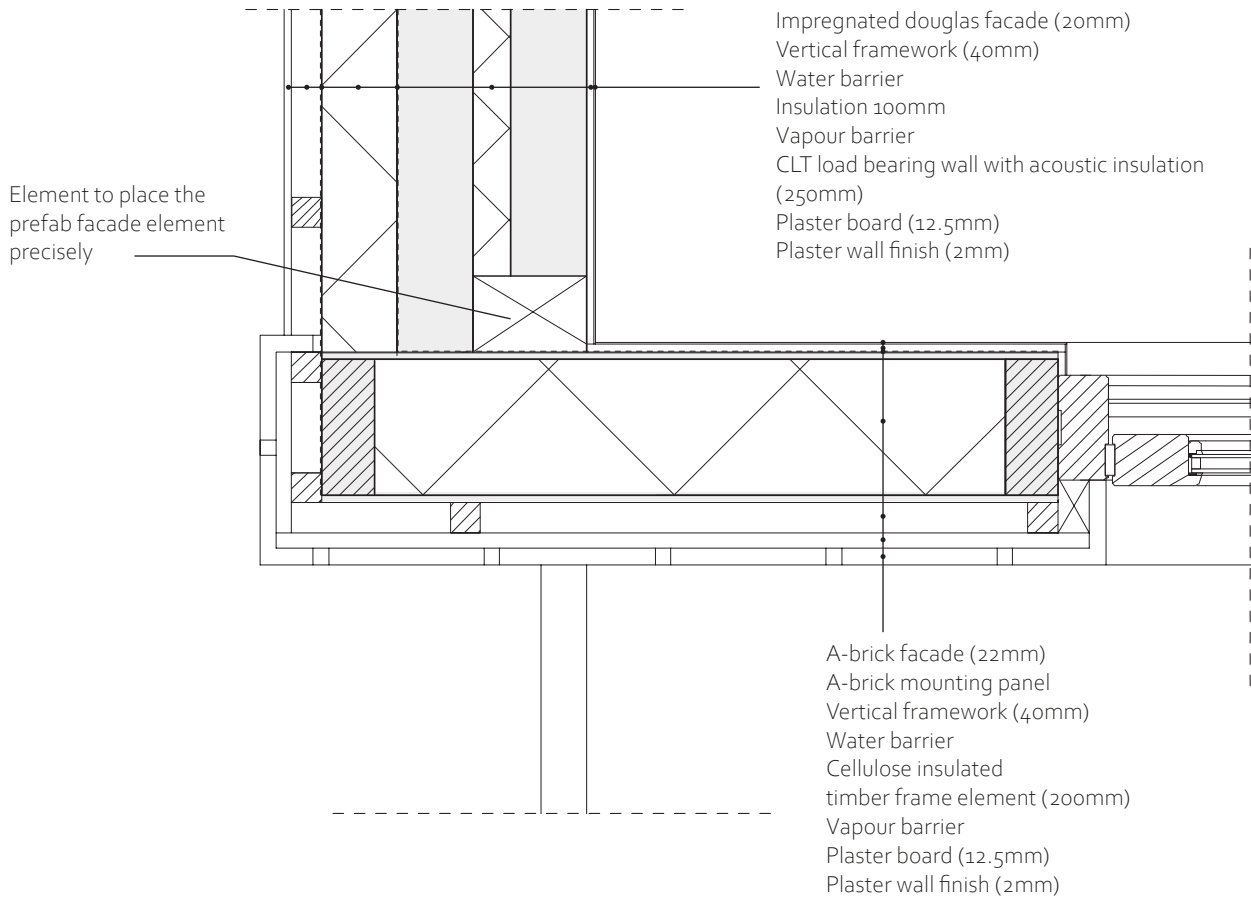 Impregnated douglas facade (20mm)
Vertical framework (40mm)
Water barrier
Insulation 100mm
Vapour barrier
CLT load bearing wall with acoustic insulation
(250mm)
Plaster board (12.5mm)
Plaster wall finish (2mm)
Element to place the
prefab facade element
precisely
A-brick facade (22mm)
A-brick mounting panel
Vertical framework (40mm)
Water barrier
Cellulose insulated
timber frame element (200mm)
Vapour barrier
Plaster board (12.5mm)
Plaster wall finish (2mm)